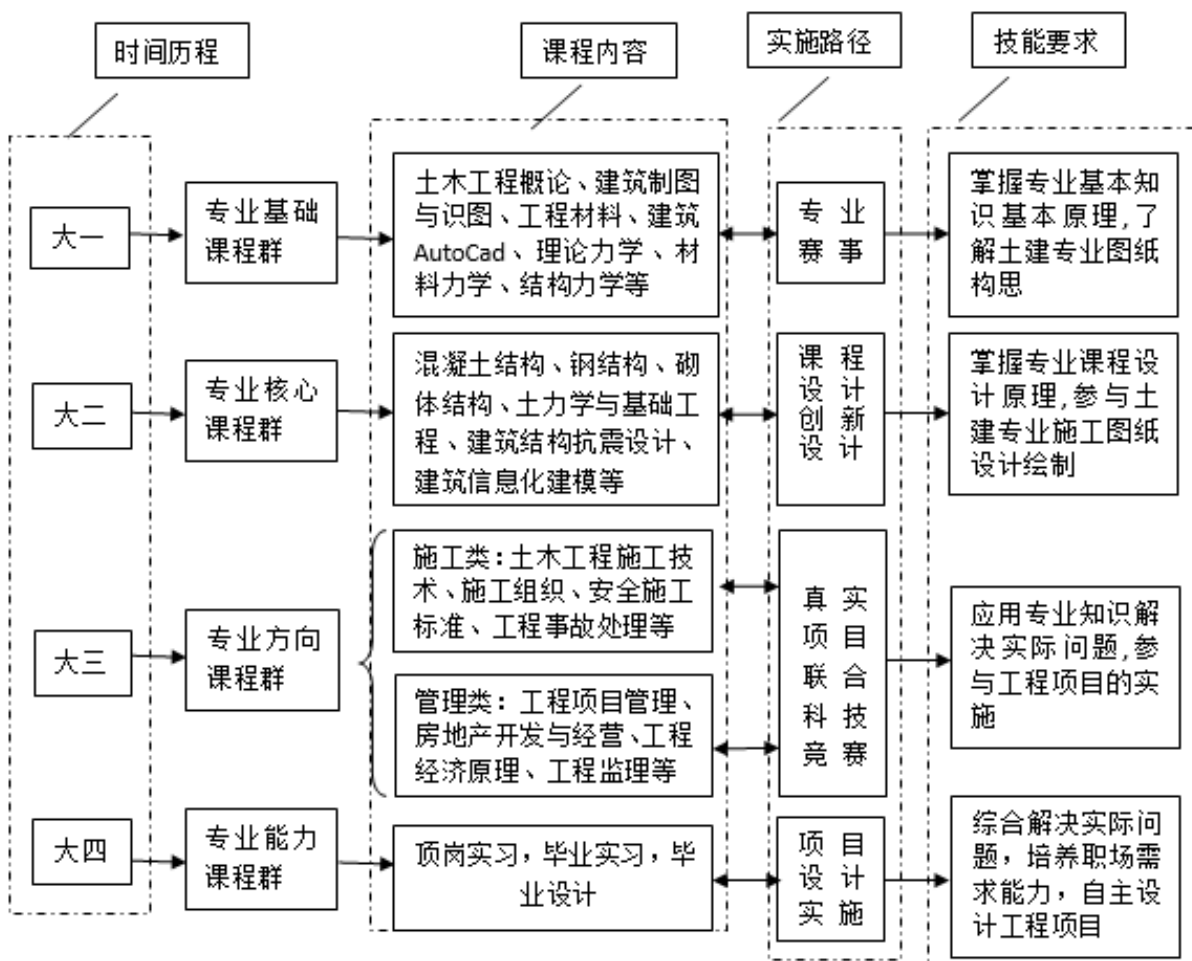 时间历程
课程内容
实施路径
技能要求
大一
专业基础
课程群
土木工程概论、建筑制图
与识图、工程材料、建筑
AutoCad、理论力学、材
料力学、结构力学等
专业
赛事
掌握专业基本知
识基本原理,了
解土建专业图纸
构思
大二
专业核心
课程群
混凝土结构、钢结构、砌
体结构、土力学与基础工
程、建筑结构抗震设计、
建筑信息化建模等
课程
设计
创新
设计
掌握专业课程设
计原理,参与土
建专业施工图纸
设计绘制
大三
专业方向
课程群
施工类:土木工程施工技
术、施工组织、安全施工
标准、工程事故处理等
管理类:工程项目管理、
房地产开发与经营、工程
经济原理、工程监理等
真实
项目
联合
科技
竞赛
应用专业知识解
决实际问题,参
与工程项目的实
施
大四
专业能力
课程群
顶岗实习，毕业实习，毕
业设计
项目
设计
实施
综合解决实际问
题，培养职场需
求能力，自主设
计工程项目